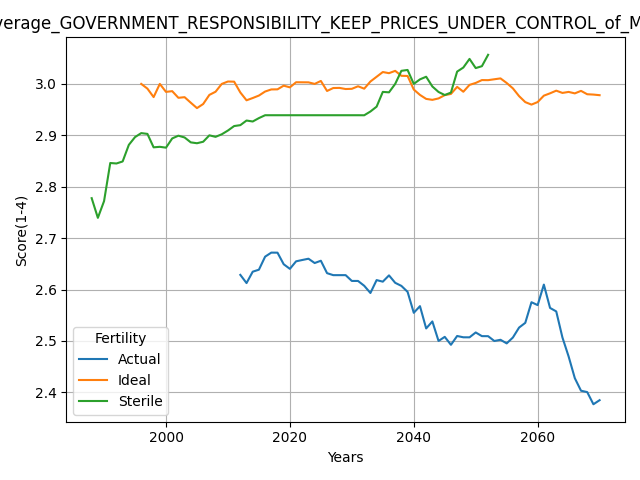 verage_GOVERNMENT_RESPONSIBILITY_KEEP_PRICES_UNDER_CONTROL_of_M
3.0
2.9
2.8
2.7
2.6
2.5
2.4
Score(1-4)
Fertility
Actual
Ideal
Sterile
2000 2020 2040 2060
Years